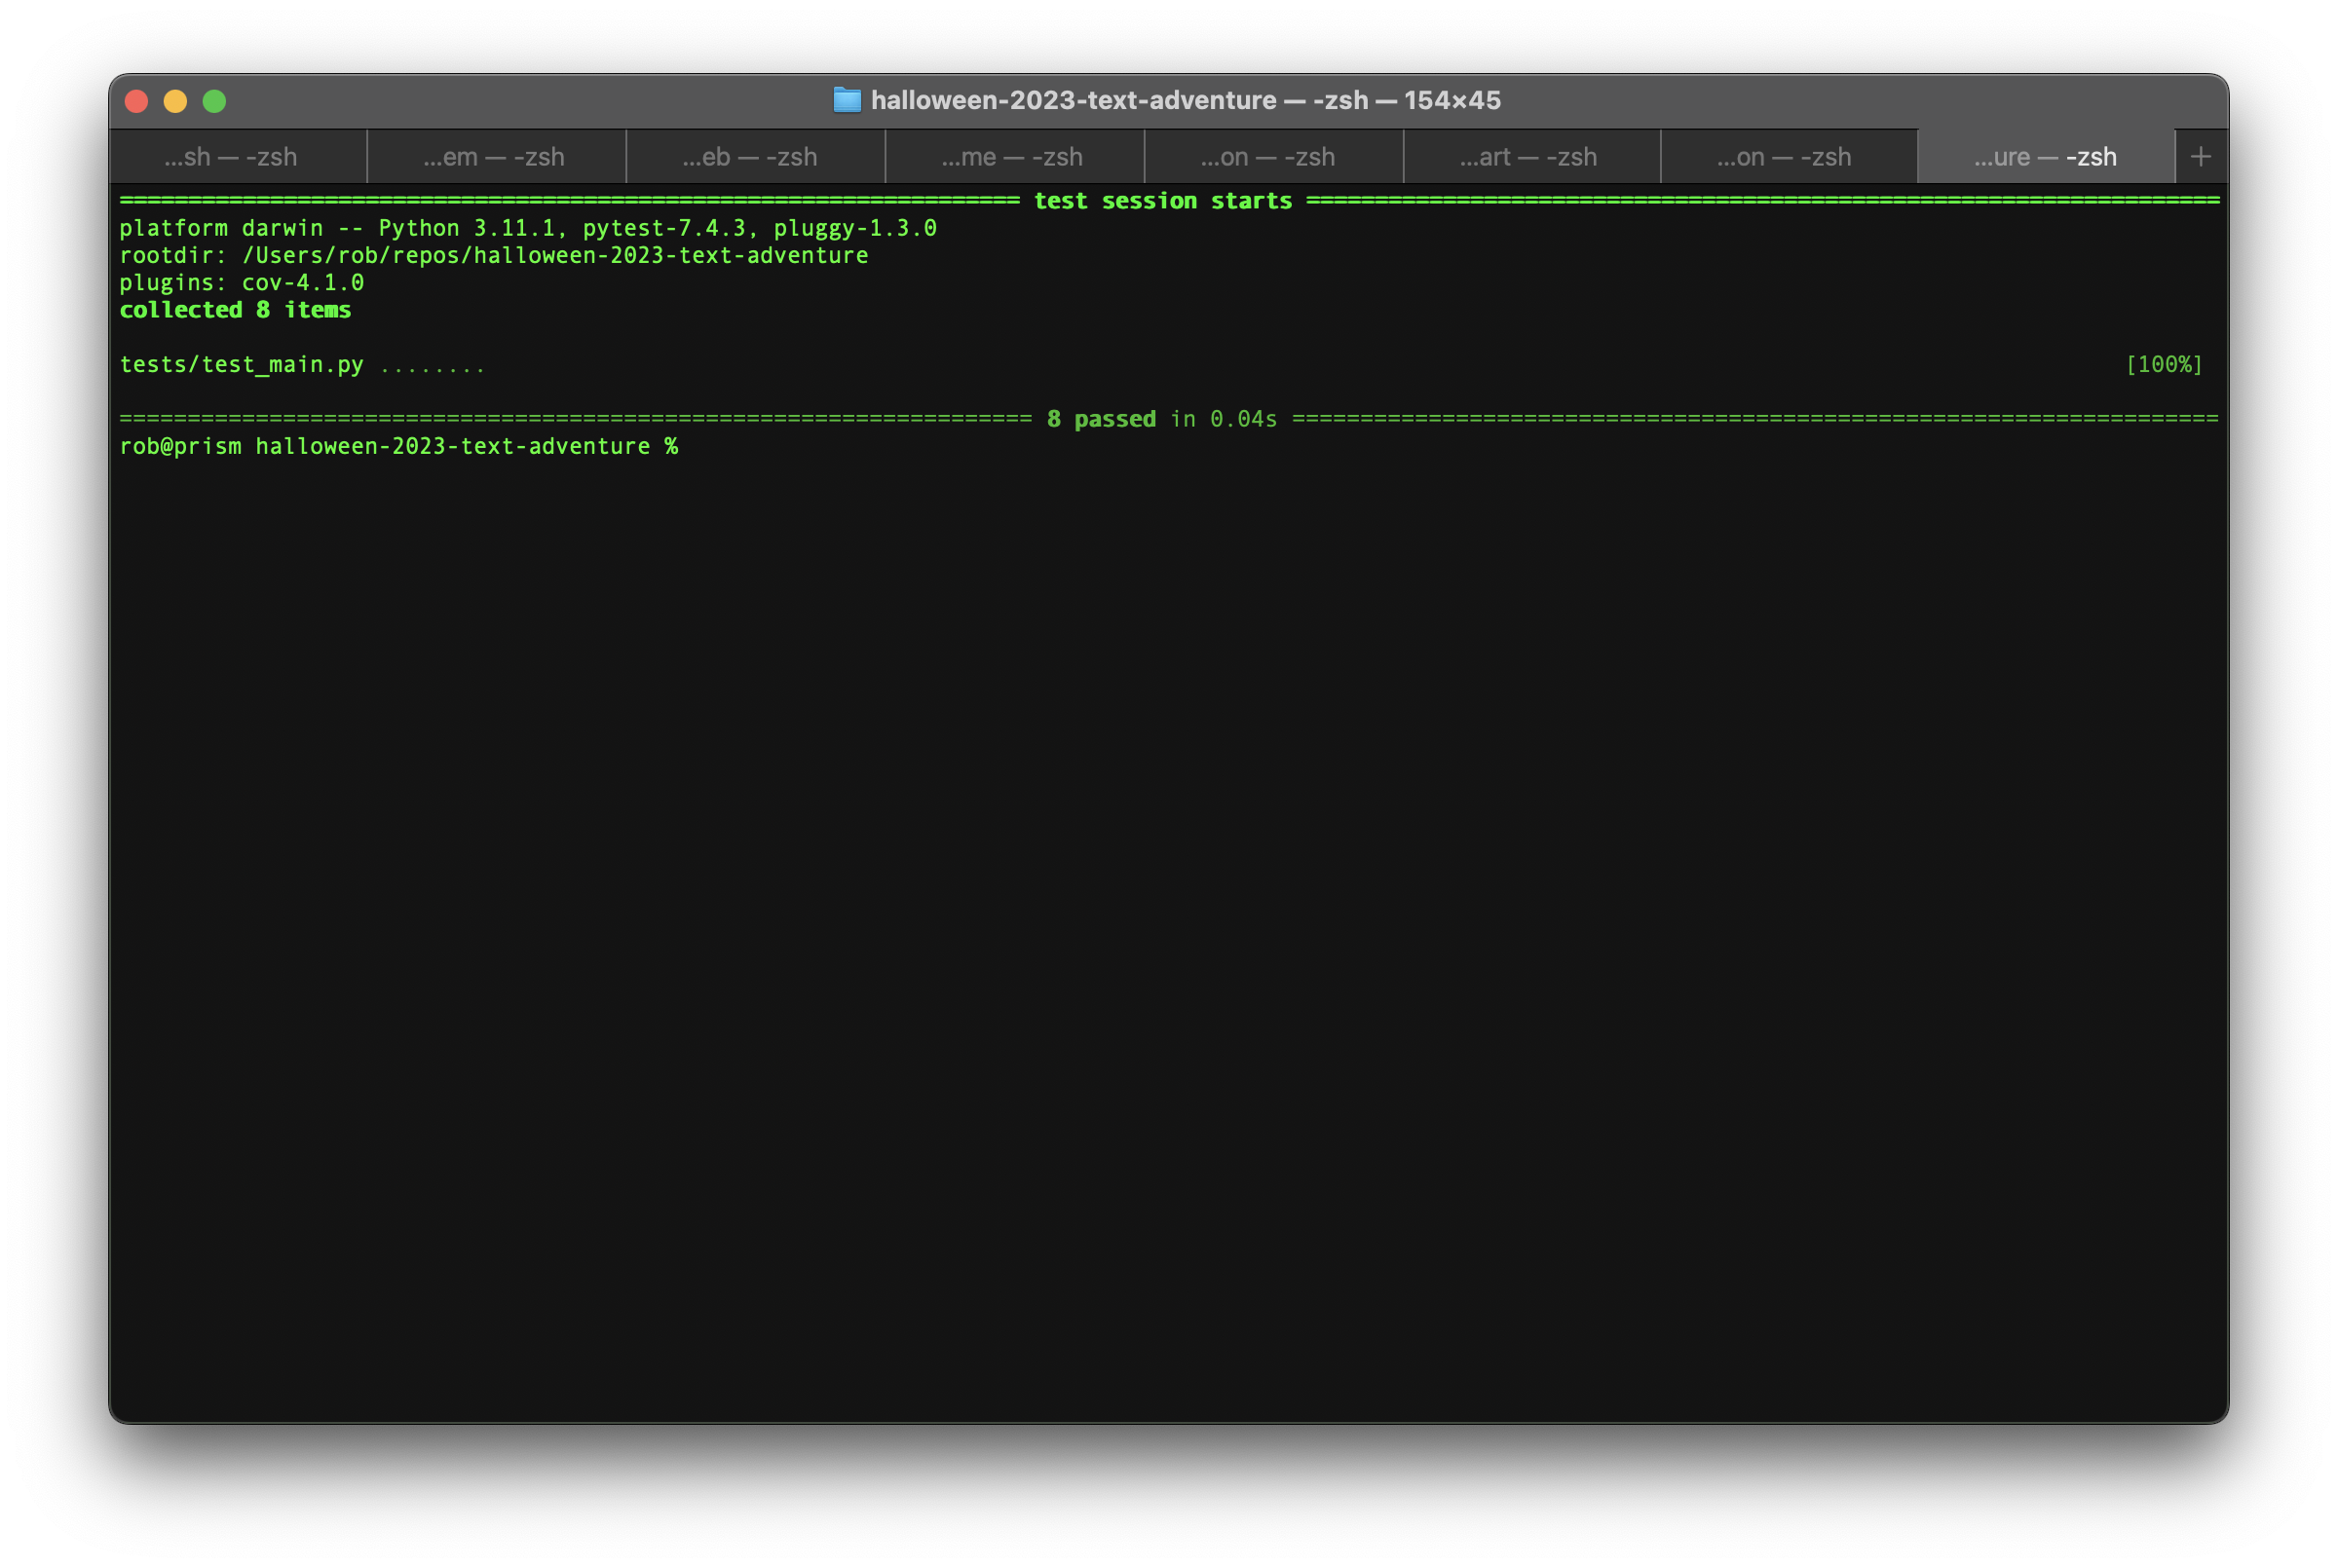 halloween-2023-text-adventure — -zsh — 154×45
...sh — -zsh ...em — -zsh ...eb — -zsh ...me — -zsh ...on — -zsh ...art — -zsh ...on — -zsh ...ure — -zsh +
================================================================== test session starts ===================================================================
platform darwin -- Python 3.11.1, pytest-7.4.3, pluggy-1.3.0
rootdir: /Users/rob/repos/halloween-2023-text-adventure
plugins: cov-4.1.0
collected 8 items
tests/test_main.py ........ [100%]
=================================================================== 8 passed in 0.04s ====================================================================
rob@prism halloween-2023-text-adventure %